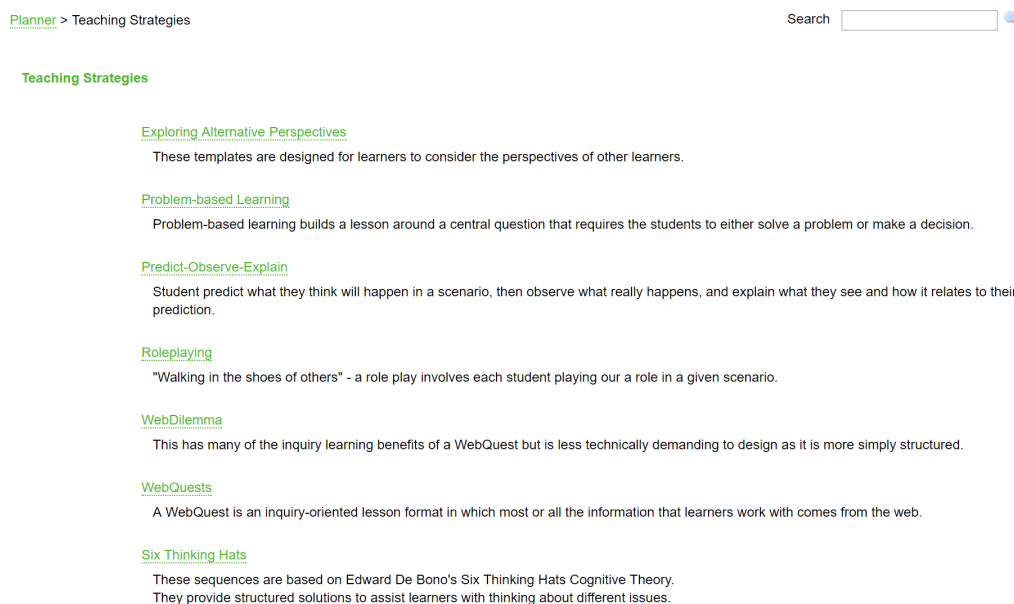 Planner > Teaching Strategies
Search
Teaching Strategies
Exploring Alternative Perspectives
These templates are designed for learners to consider the perspectives of other learners.
Problem-based Learning
Problem-based learning builds a lesson around a central question that requires the students to either solve a problem or make a decision.
Predict-Observe-Explain
Student predict what they think will happen in a scenario, then observe what really happens, and explain what they see and how it relates to their
prediction.
Roleplaying
"Walking in the shoes of others" - a role play involves each student playing our a role in a given scenario.
WebDilemma
This has many of the inquiry learning benefits of a WebQuest but is less technically demanding to design as it is more simply structured.
WebQuests
A WebQuest is an inquiry-oriented lesson format in which most or all the information that learners work with comes from the web.
Six Thinking Hats
These sequences are based on Edward De Bono's Six Thinking Hats Cognitive Theory.
They provide structured solutions to assist learners with thinking about different issues.